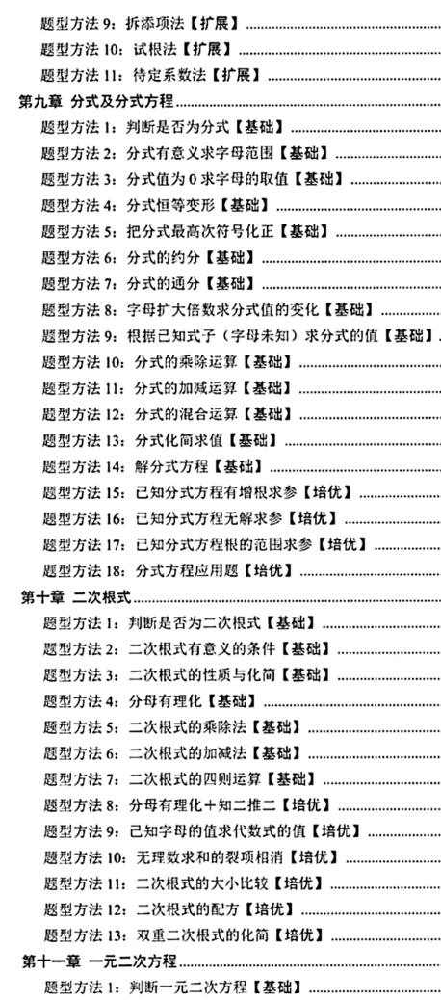 题型方法 9：拆添项法【扩展】
题型方法 10：试根法【扩展】
题型方法 11：待定系数法【扩展】
第九章 分式及分式方程
题型方法 1：判断是否为分式【基础】
题型方法 2：分式有意义求字母范围【基础】
题型方法 3：分式值为 0 求字母的取值【基础】
题型方法 4：分式恒等变形【基础】
题型方法 5：把分式最高次符号化正【基础】
题型方法 6：分式的约分【基础】
题型方法 7：分式的通分【基础】
题型方法 8：字母扩大倍数求分式值的变化【基础】
题型方法 9：根据已知式子（字母未知）求分式的值【基础】
题型方法 10：分式的乘除运算【基础】
题型方法 11：分式的加减运算【基础】
题型方法 12：分式的混合运算【基础】
题型方法 13：分式化简求值【基础】
题型方法 14：解分式方程【基础】
题型方法 15：已知分式方程有增根求参【培优】
题型方法 16：已知分式方程无解求参【培优】
题型方法 17：已知分式方程根的范围求参【培优】
题型方法 18：分式方程应用题【培优】
第十章 二次根式
题型方法 1：判断是否为二次根式【基础】
题型方法 2：二次根式有意义的条件【基础】
题型方法 3：二次根式的性质与化简【基础】
题型方法 4：分母有理化【基础】
题型方法 5：二次根式的乘除法【基础】
题型方法 6：二次根式的加减法【基础】
题型方法 7：二次根式的四则运算【基础】
题型方法 8：分母有理化＋知二推二【培优】
题型方法 9：已知字母的值求代数式的值【培优】
题型方法 10：无理数求和的裂项相消【培优】
题型方法 11：二次根式的大小比较【培优】
题型方法 12：二次根式的配方【培优】
题型方法 13：双重二次根式的化简【培优】
第十一章 一元二次方程
题型方法 1：判断一元二次方程【基础】